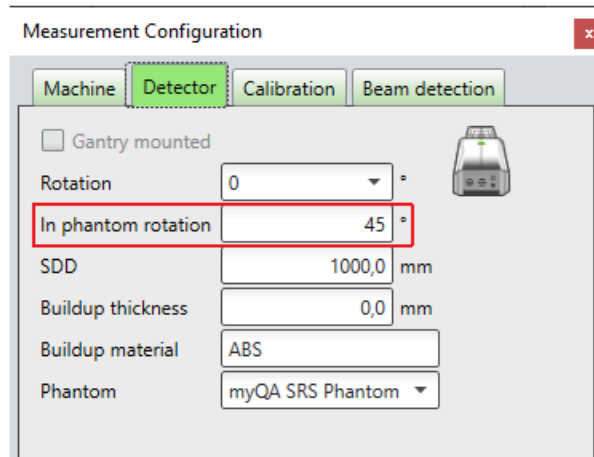 Measurement Configuration
x
Machine Detector Calibration Beam detection
Gantry mounted
Rotation 0 °
In phantom rotation 45 °
SDD 1000,0 mm
Buildup thickness 0,0 mm
Buildup material ABS
Phantom myQA SRS Phantom